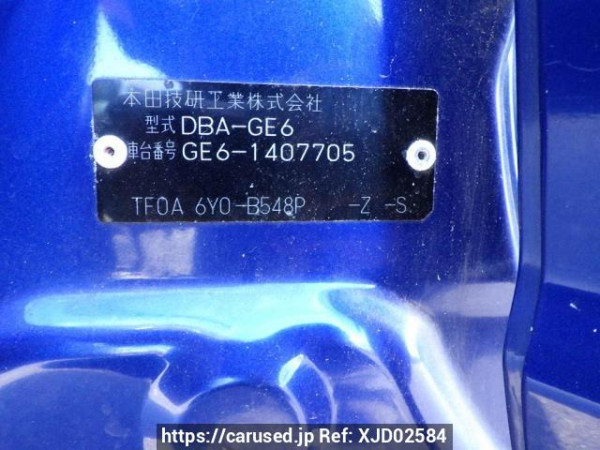 本田技研工業株式会社
型式 DBA-GE6
車台番号 GE6-1407705
TF0A 6Y0-B548P -Z -S
https://carused.jp Ref: XJD02584